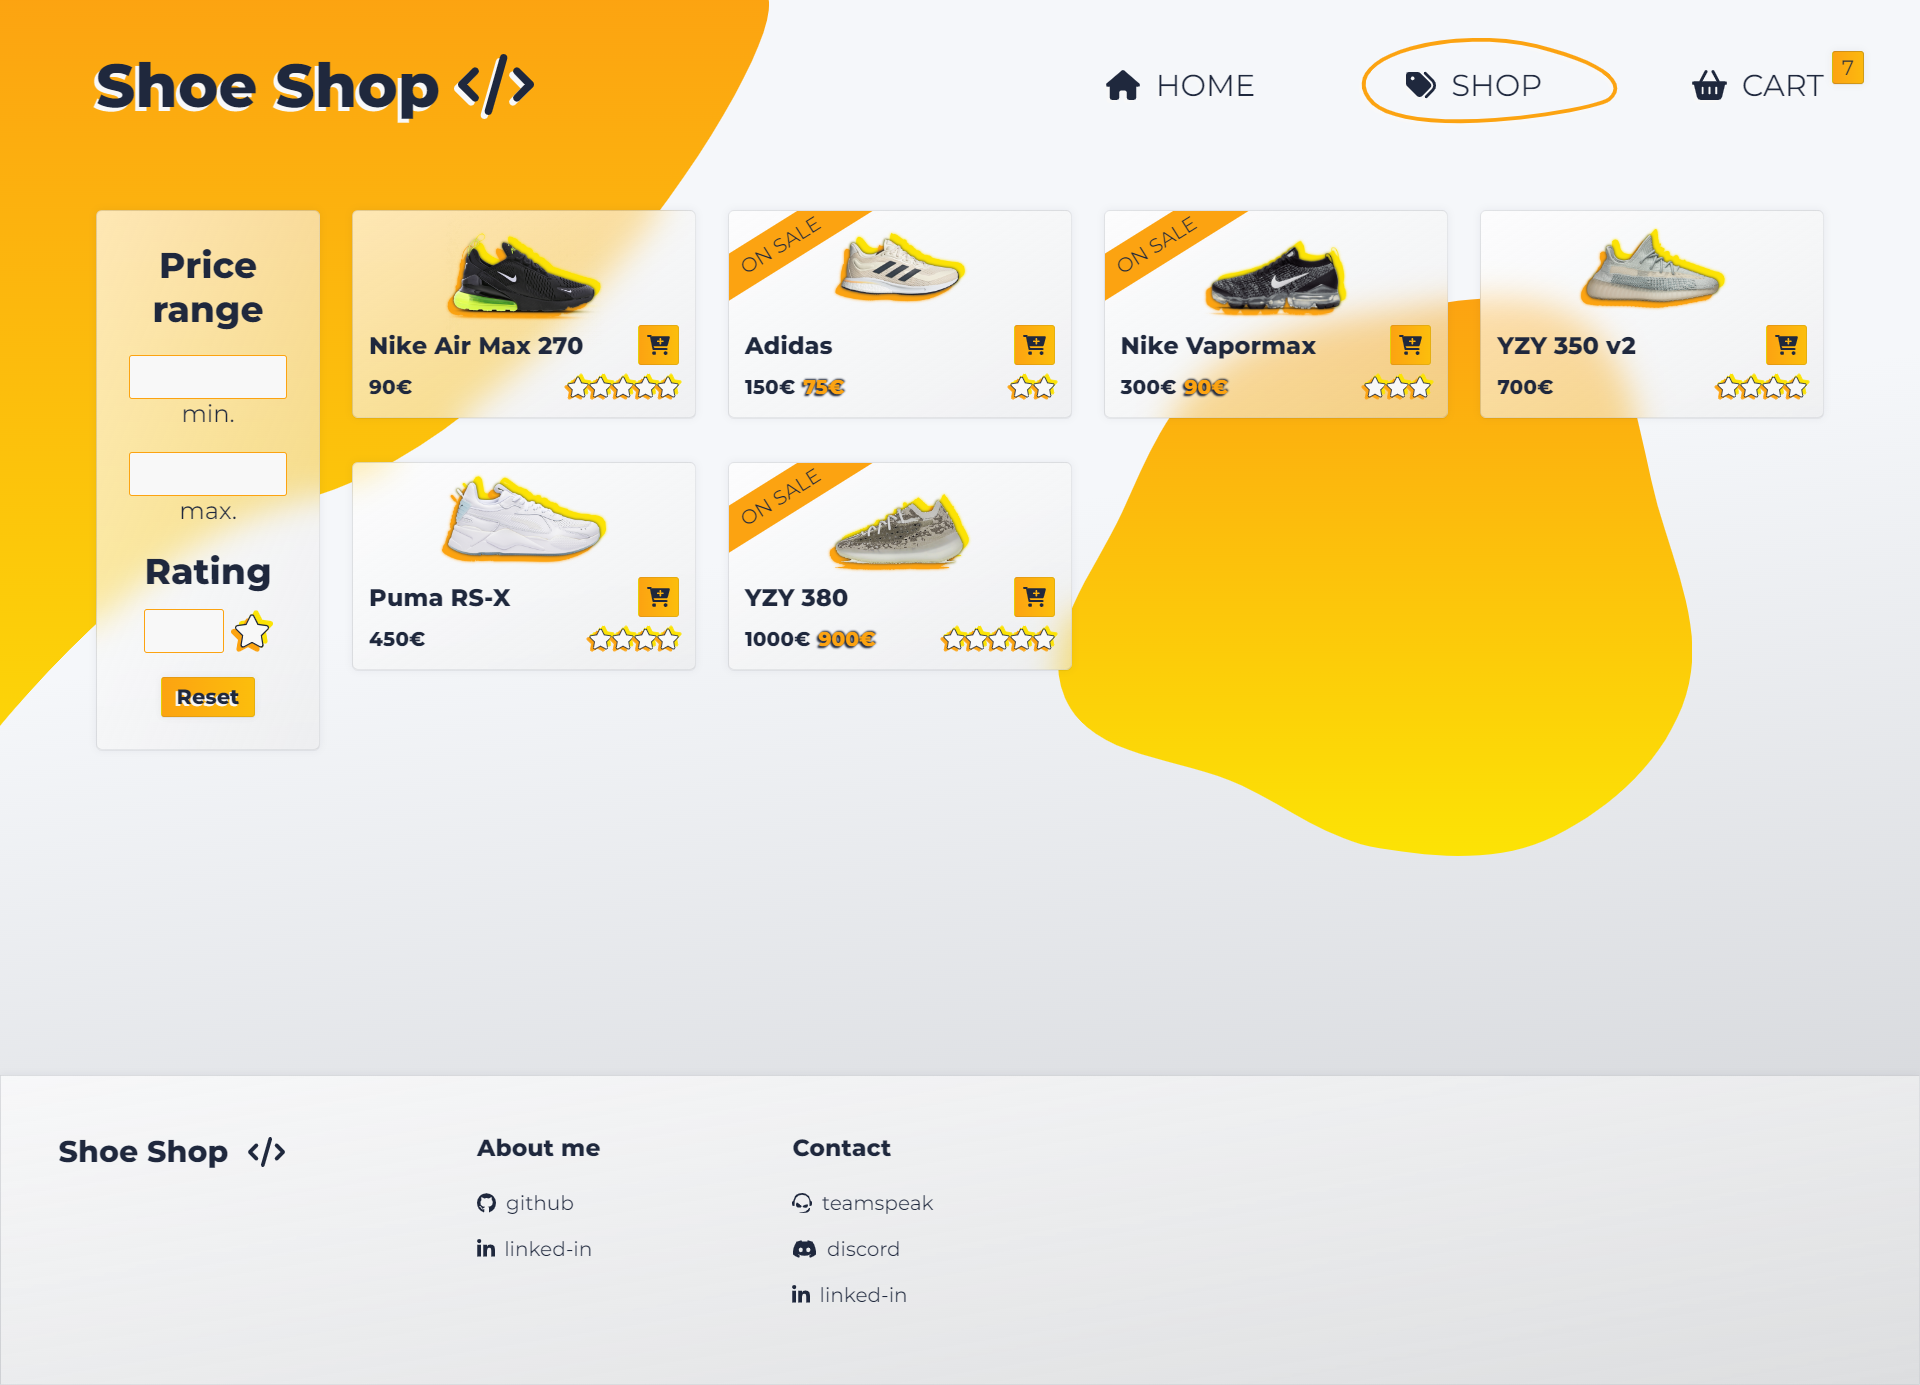 Shoe Shop </>
HOME
SHOP
CART 7
Price
range
min.
max.
Rating
Reset
Nike Air Max 270
90€
ON SALE
Adidas
150€ 75€
ON SALE
Nike Vapormax
300€ 90€
YZY 350 v2
700€
Puma RS-X
450€
ON SALE
YZY 380
1000€ 900€
Shoe Shop </>
About me
github
linked-in
Contact
teamspeak
discord
linked-in